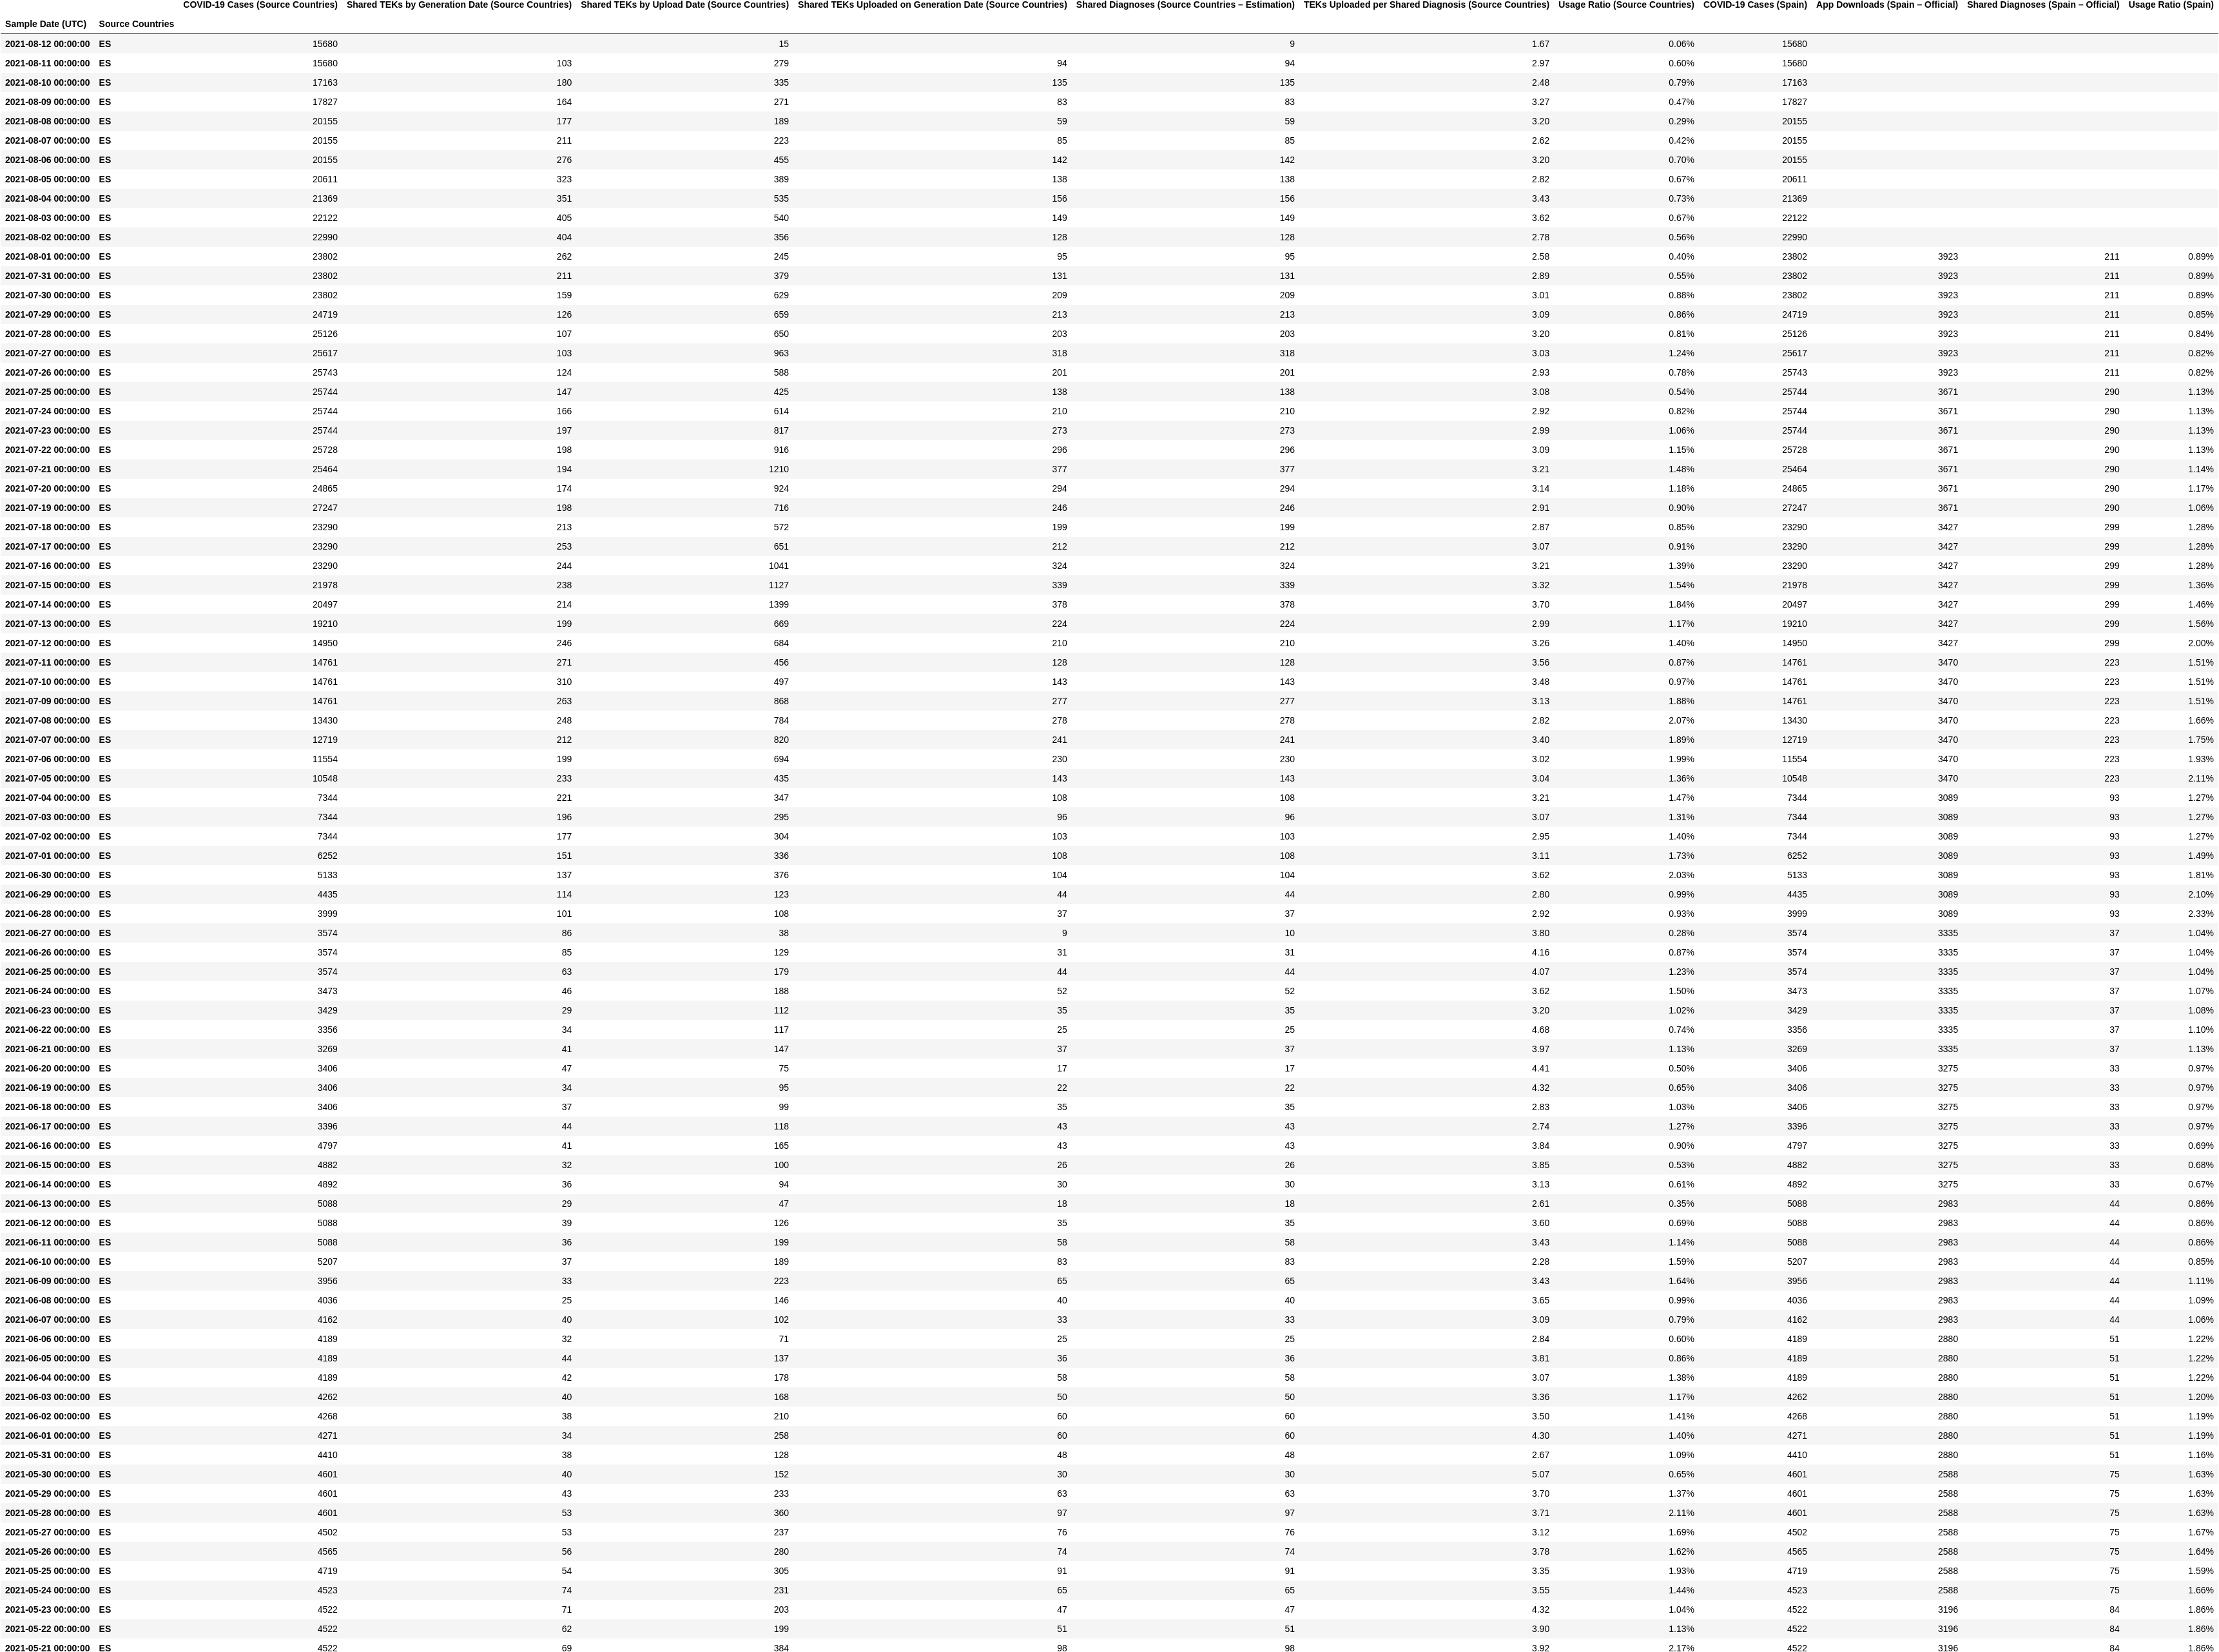 COVID-19 Cases (Source Countries) Shared TEKs by Generation Date (Source Countries) Shared TEKs by Upload Date (Source Countries) Shared TEKs Uploaded on Generation Date (Source Countries) Shared Diagnoses (Source Countries – Estimation) TEKs Uploaded per Shared Diagnosis (Source Countries) Usage Ratio (Source Countries) COVID-19 Cases (Spain) App Downloads (Spain – Official) Shared Diagnoses (Spain – Official) Usage Ratio (Spain)
Sample Date (UTC) Source Countries
2021-08-12 00:00:00 ES 15680 15 9 1.67 0.06% 15680
2021-08-11 00:00:00 ES 15680 103 279 94 94 2.97 0.60% 15680
2021-08-10 00:00:00 ES 17163 180 335 135 135 2.48 0.79% 17163
2021-08-09 00:00:00 ES 17827 164 271 83 83 3.27 0.47% 17827
2021-08-08 00:00:00 ES 20155 177 189 59 59 3.20 0.29% 20155
2021-08-07 00:00:00 ES 20155 211 223 85 85 2.62 0.42% 20155
2021-08-06 00:00:00 ES 20155 276 455 142 142 3.20 0.70% 20155
2021-08-05 00:00:00 ES 20611 323 389 138 138 2.82 0.67% 20611
2021-08-04 00:00:00 ES 21369 351 535 156 156 3.43 0.73% 21369
2021-08-03 00:00:00 ES 22122 405 540 149 149 3.62 0.67% 22122
2021-08-02 00:00:00 ES 22990 404 356 128 128 2.78 0.56% 22990
2021-08-01 00:00:00 ES 23802 262 245 95 95 2.58 0.40% 23802 3923 211 0.89%
2021-07-31 00:00:00 ES 23802 211 379 131 131 2.89 0.55% 23802 3923 211 0.89%
2021-07-30 00:00:00 ES 23802 159 629 209 209 3.01 0.88% 23802 3923 211 0.89%
2021-07-29 00:00:00 ES 24719 126 659 213 213 3.09 0.86% 24719 3923 211 0.85%
2021-07-28 00:00:00 ES 25126 107 650 203 203 3.20 0.81% 25126 3923 211 0.84%
2021-07-27 00:00:00 ES 25617 103 963 318 318 3.03 1.24% 25617 3923 211 0.82%
2021-07-26 00:00:00 ES 25743 124 588 201 201 2.93 0.78% 25743 3923 211 0.82%
2021-07-25 00:00:00 ES 25744 147 425 138 138 3.08 0.54% 25744 3671 290 1.13%
2021-07-24 00:00:00 ES 25744 166 614 210 210 2.92 0.82% 25744 3671 290 1.13%
2021-07-23 00:00:00 ES 25744 197 817 273 273 2.99 1.06% 25744 3671 290 1.13%
2021-07-22 00:00:00 ES 25728 198 916 296 296 3.09 1.15% 25728 3671 290 1.13%
2021-07-21 00:00:00 ES 25464 194 1210 377 377 3.21 1.48% 25464 3671 290 1.14%
2021-07-20 00:00:00 ES 24865 174 924 294 294 3.14 1.18% 24865 3671 290 1.17%
2021-07-19 00:00:00 ES 27247 198 716 246 246 2.91 0.90% 27247 3671 290 1.06%
2021-07-18 00:00:00 ES 23290 213 572 199 199 2.87 0.85% 23290 3427 299 1.28%
2021-07-17 00:00:00 ES 23290 253 651 212 212 3.07 0.91% 23290 3427 299 1.28%
2021-07-16 00:00:00 ES 23290 244 1041 324 324 3.21 1.39% 23290 3427 299 1.28%
2021-07-15 00:00:00 ES 21978 238 1127 339 339 3.32 1.54% 21978 3427 299 1.36%
2021-07-14 00:00:00 ES 20497 214 1399 378 378 3.70 1.84% 20497 3427 299 1.46%
2021-07-13 00:00:00 ES 19210 199 669 224 224 2.99 1.17% 19210 3427 299 1.56%
2021-07-12 00:00:00 ES 14950 246 684 210 210 3.26 1.40% 14950 3427 299 2.00%
2021-07-11 00:00:00 ES 14761 271 456 128 128 3.56 0.87% 14761 3470 223 1.51%
2021-07-10 00:00:00 ES 14761 310 497 143 143 3.48 0.97% 14761 3470 223 1.51%
2021-07-09 00:00:00 ES 14761 263 868 277 277 3.13 1.88% 14761 3470 223 1.51%
2021-07-08 00:00:00 ES 13430 248 784 278 278 2.82 2.07% 13430 3470 223 1.66%
2021-07-07 00:00:00 ES 12719 212 820 241 241 3.40 1.89% 12719 3470 223 1.75%
2021-07-06 00:00:00 ES 11554 199 694 230 230 3.02 1.99% 11554 3470 223 1.93%
2021-07-05 00:00:00 ES 10548 233 435 143 143 3.04 1.36% 10548 3470 223 2.11%
2021-07-04 00:00:00 ES 7344 221 347 108 108 3.21 1.47% 7344 3089 93 1.27%
2021-07-03 00:00:00 ES 7344 196 295 96 96 3.07 1.31% 7344 3089 93 1.27%
2021-07-02 00:00:00 ES 7344 177 304 103 103 2.95 1.40% 7344 3089 93 1.27%
2021-07-01 00:00:00 ES 6252 151 336 108 108 3.11 1.73% 6252 3089 93 1.49%
2021-06-30 00:00:00 ES 5133 137 376 104 104 3.62 2.03% 5133 3089 93 1.81%
2021-06-29 00:00:00 ES 4435 114 123 44 44 2.80 0.99% 4435 3089 93 2.10%
2021-06-28 00:00:00 ES 3999 101 108 37 37 2.92 0.93% 3999 3089 93 2.33%
2021-06-27 00:00:00 ES 3574 86 38 9 10 3.80 0.28% 3574 3335 37 1.04%
2021-06-26 00:00:00 ES 3574 85 129 31 31 4.16 0.87% 3574 3335 37 1.04%
2021-06-25 00:00:00 ES 3574 63 179 44 44 4.07 1.23% 3574 3335 37 1.04%
2021-06-24 00:00:00 ES 3473 46 188 52 52 3.62 1.50% 3473 3335 37 1.07%
2021-06-23 00:00:00 ES 3429 29 112 35 35 3.20 1.02% 3429 3335 37 1.08%
2021-06-22 00:00:00 ES 3356 34 117 25 25 4.68 0.74% 3356 3335 37 1.10%
2021-06-21 00:00:00 ES 3269 41 147 37 37 3.97 1.13% 3269 3335 37 1.13%
2021-06-20 00:00:00 ES 3406 47 75 17 17 4.41 0.50% 3406 3275 33 0.97%
2021-06-19 00:00:00 ES 3406 34 95 22 22 4.32 0.65% 3406 3275 33 0.97%
2021-06-18 00:00:00 ES 3406 37 99 35 35 2.83 1.03% 3406 3275 33 0.97%
2021-06-17 00:00:00 ES 3396 44 118 43 43 2.74 1.27% 3396 3275 33 0.97%
2021-06-16 00:00:00 ES 4797 41 165 43 43 3.84 0.90% 4797 3275 33 0.69%
2021-06-15 00:00:00 ES 4882 32 100 26 26 3.85 0.53% 4882 3275 33 0.68%
2021-06-14 00:00:00 ES 4892 36 94 30 30 3.13 0.61% 4892 3275 33 0.67%
2021-06-13 00:00:00 ES 5088 29 47 18 18 2.61 0.35% 5088 2983 44 0.86%
2021-06-12 00:00:00 ES 5088 39 126 35 35 3.60 0.69% 5088 2983 44 0.86%
2021-06-11 00:00:00 ES 5088 36 199 58 58 3.43 1.14% 5088 2983 44 0.86%
2021-06-10 00:00:00 ES 5207 37 189 83 83 2.28 1.59% 5207 2983 44 0.85%
2021-06-09 00:00:00 ES 3956 33 223 65 65 3.43 1.64% 3956 2983 44 1.11%
2021-06-08 00:00:00 ES 4036 25 146 40 40 3.65 0.99% 4036 2983 44 1.09%
2021-06-07 00:00:00 ES 4162 40 102 33 33 3.09 0.79% 4162 2983 44 1.06%
2021-06-06 00:00:00 ES 4189 32 71 25 25 2.84 0.60% 4189 2880 51 1.22%
2021-06-05 00:00:00 ES 4189 44 137 36 36 3.81 0.86% 4189 2880 51 1.22%
2021-06-04 00:00:00 ES 4189 42 178 58 58 3.07 1.38% 4189 2880 51 1.22%
2021-06-03 00:00:00 ES 4262 40 168 50 50 3.36 1.17% 4262 2880 51 1.20%
2021-06-02 00:00:00 ES 4268 38 210 60 60 3.50 1.41% 4268 2880 51 1.19%
2021-06-01 00:00:00 ES 4271 34 258 60 60 4.30 1.40% 4271 2880 51 1.19%
2021-05-31 00:00:00 ES 4410 38 128 48 48 2.67 1.09% 4410 2880 51 1.16%
2021-05-30 00:00:00 ES 4601 40 152 30 30 5.07 0.65% 4601 2588 75 1.63%
2021-05-29 00:00:00 ES 4601 43 233 63 63 3.70 1.37% 4601 2588 75 1.63%
2021-05-28 00:00:00 ES 4601 53 360 97 97 3.71 2.11% 4601 2588 75 1.63%
2021-05-27 00:00:00 ES 4502 53 237 76 76 3.12 1.69% 4502 2588 75 1.67%
2021-05-26 00:00:00 ES 4565 56 280 74 74 3.78 1.62% 4565 2588 75 1.64%
2021-05-25 00:00:00 ES 4719 54 305 91 91 3.35 1.93% 4719 2588 75 1.59%
2021-05-24 00:00:00 ES 4523 74 231 65 65 3.55 1.44% 4523 2588 75 1.66%
2021-05-23 00:00:00 ES 4522 71 203 47 47 4.32 1.04% 4522 3196 84 1.86%
2021-05-22 00:00:00 ES 4522 62 199 51 51 3.90 1.13% 4522 3196 84 1.86%
2021-05-21 00:00:00 ES 4522 69 384 98 98 3.92 2.17% 4522 3196 84 1.86%